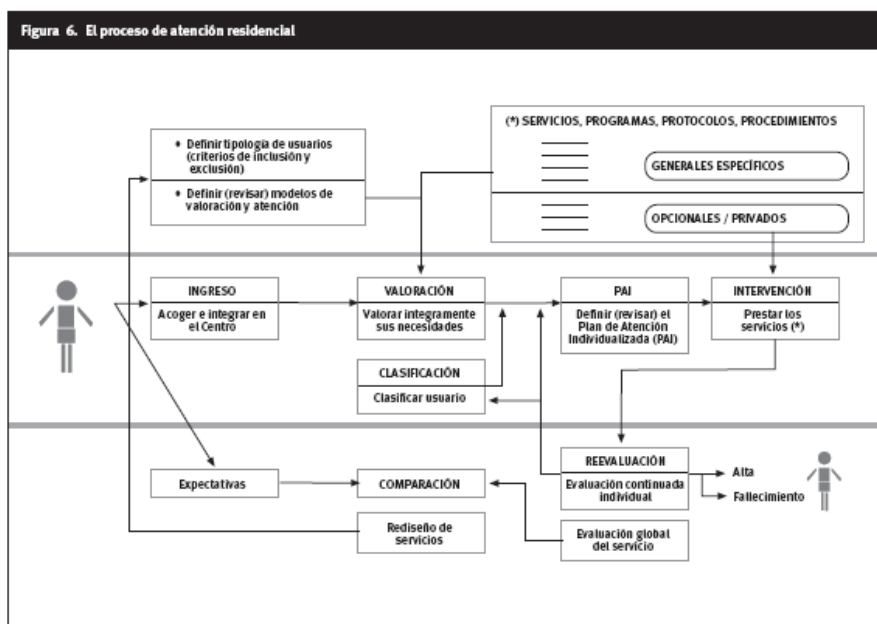 Figura 6. El proceso de atención residencial
• Definir tipología de usuarios
(criterios de inclusión y
exclusión)
• Definir (revisar) modelos de
valoración y atención
(*) SERVICIOS, PROGRAMAS, PROTOCOLOS, PROCEDIMIENTOS
GENERALES ESPECÍFICOS
OPCIONALES / PRIVADOS
INGRESO
Acoger e integrar en
el Centro
VALORACIÓN
Valorar íntegramente
sus necesidades
PAI
Definir (revisar) el
Plan de Atención
Individualizada (PAI)
INTERVENCIÓN
Prestar los
servicios (*)
CLASIFICACIÓN
Clasificar usuario
Expectativas
COMPARACIÓN
REEVALUACIÓN
Evaluación continuada
individual
Alta
Fallecimiento
Rediseño de
servicios
Evaluación global
del servicio